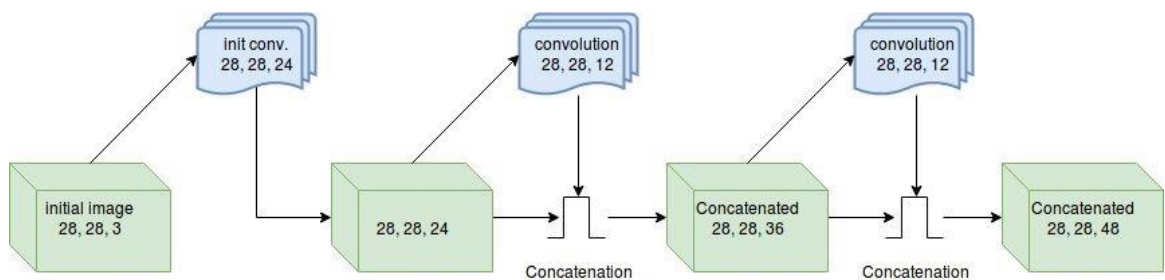 init conv.
28, 28, 24
convolution
28, 28, 12
convolution
28, 28, 12
initial image
28, 28, 3
28, 28, 24
Concatenation
Concatenated
28, 28, 36
Concatenation
Concatenated
28, 28, 48